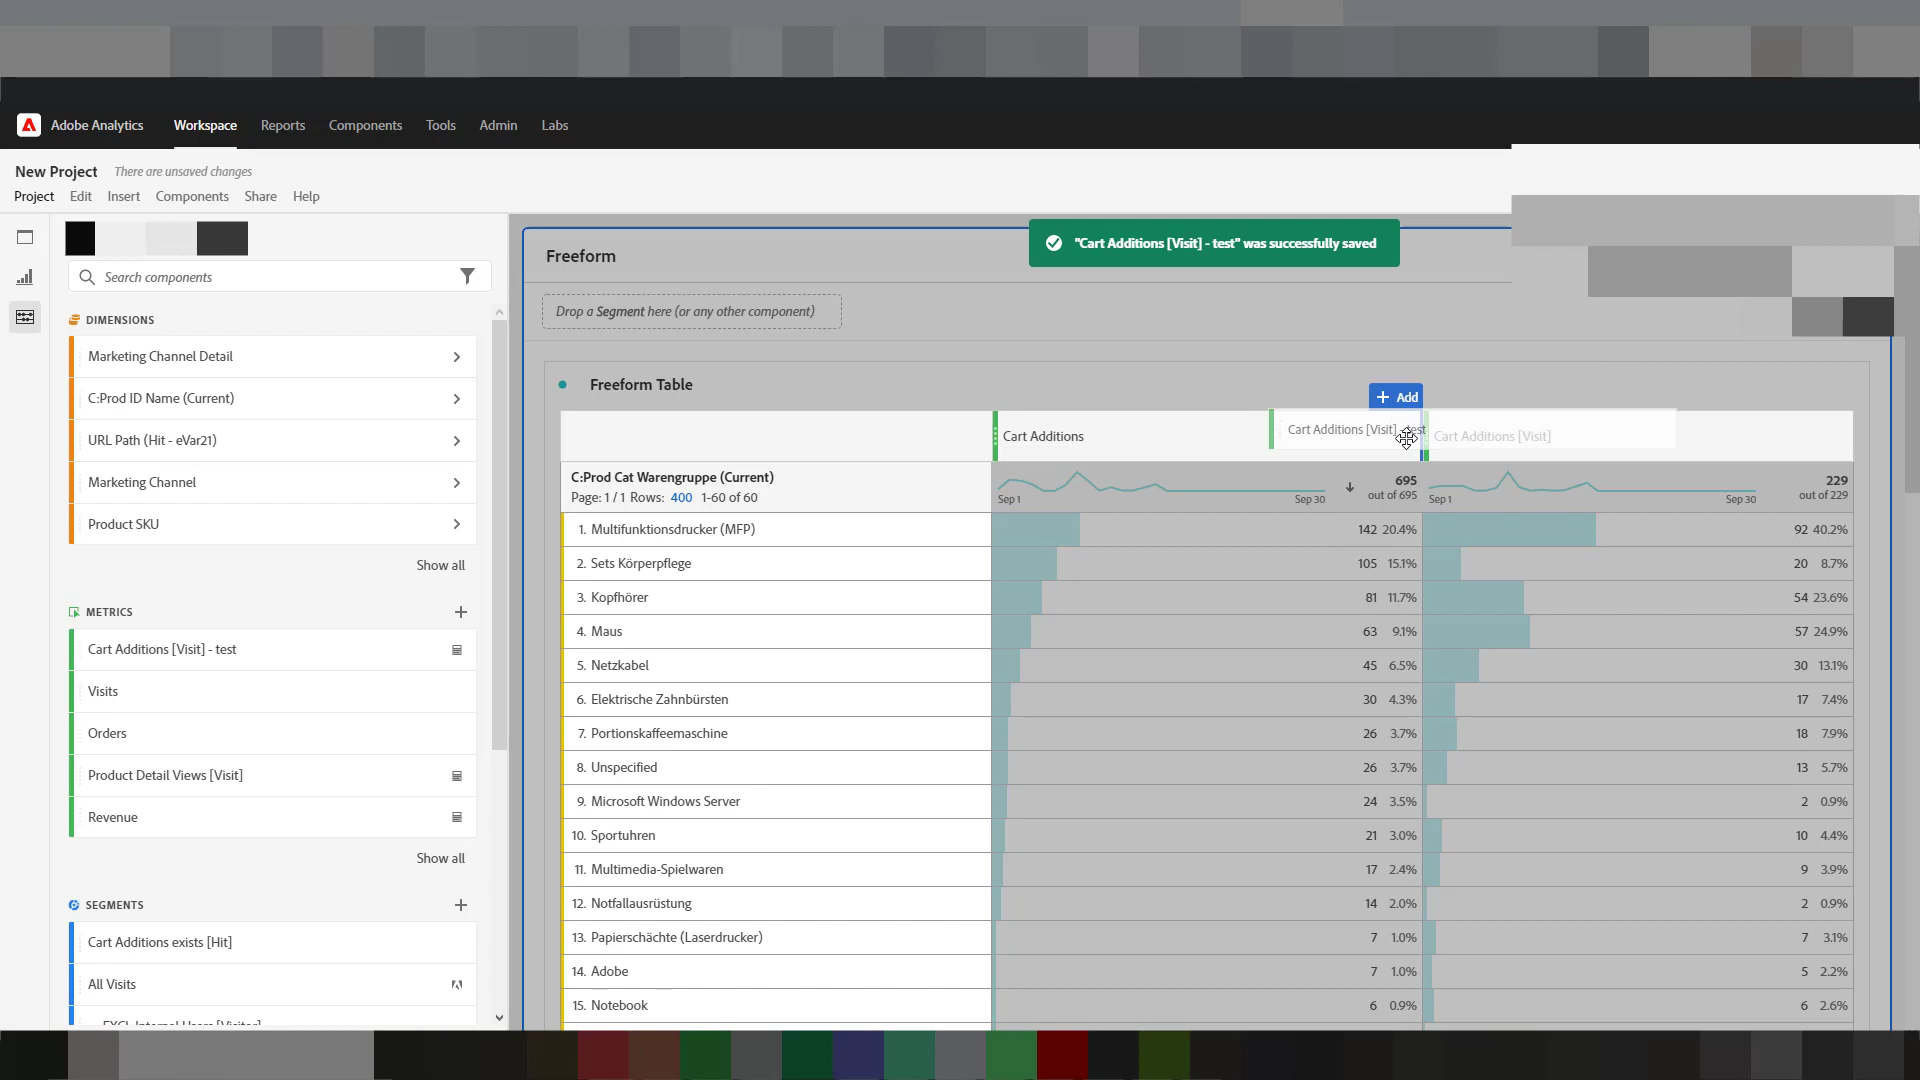 Adobe Analytics
Workspace
Reports
Components
Tools
Admin
Labs
New Project
There are unsaved changes
Project
Edit
Insert
Components
Share
Help
Search components
DIMENSIONS
Marketing Channel Detail
C:Prod ID Name (Current)
URL Path (Hit - eVar21)
Marketing Channel
Product SKU
Show all
METRICS
Cart Additions [Visit] - test
Visits
Orders
Product Detail Views [Visit]
Revenue
Show all
SEGMENTS
Cart Additions exists [Hit]
All Visits
EXCL Internal Users [Visitor]
Freeform
"Cart Additions [Visit] - test" was successfully saved
Drop a Segment here (or any other component)
Freeform Table
Add
Cart Additions
Cart Additions [Visit] - test
Cart Additions [Visit]
C:Prod Cat Warengruppe (Current)
Page: 1 / 1 Rows: 400 1-60 of 60
Sep 1
Sep 30
695
out of 695
Sep 1
Sep 30
229
out of 229
1. Multifunktionsdrucker (MFP) 142 20.4% 92 40.2%
2. Sets Körperpflege 105 15.1% 20 8.7%
3. Kopfhörer 81 11.7% 54 23.6%
4. Maus 63 9.1% 57 24.9%
5. Netzkabel 45 6.5% 30 13.1%
6. Elektrische Zahnbürsten 30 4.3% 17 7.4%
7. Portionskaffeemaschine 26 3.7% 18 7.9%
8. Unspecified 26 3.7% 13 5.7%
9. Microsoft Windows Server 24 3.5% 2 0.9%
10. Sportuhren 21 3.0% 10 4.4%
11. Multimedia-Spielwaren 17 2.4% 9 3.9%
12. Notfallausrüstung 14 2.0% 2 0.9%
13. Papierschächte (Laserdrucker) 7 1.0% 7 3.1%
14. Adobe 7 1.0% 5 2.2%
15. Notebook 6 0.9% 6 2.6%